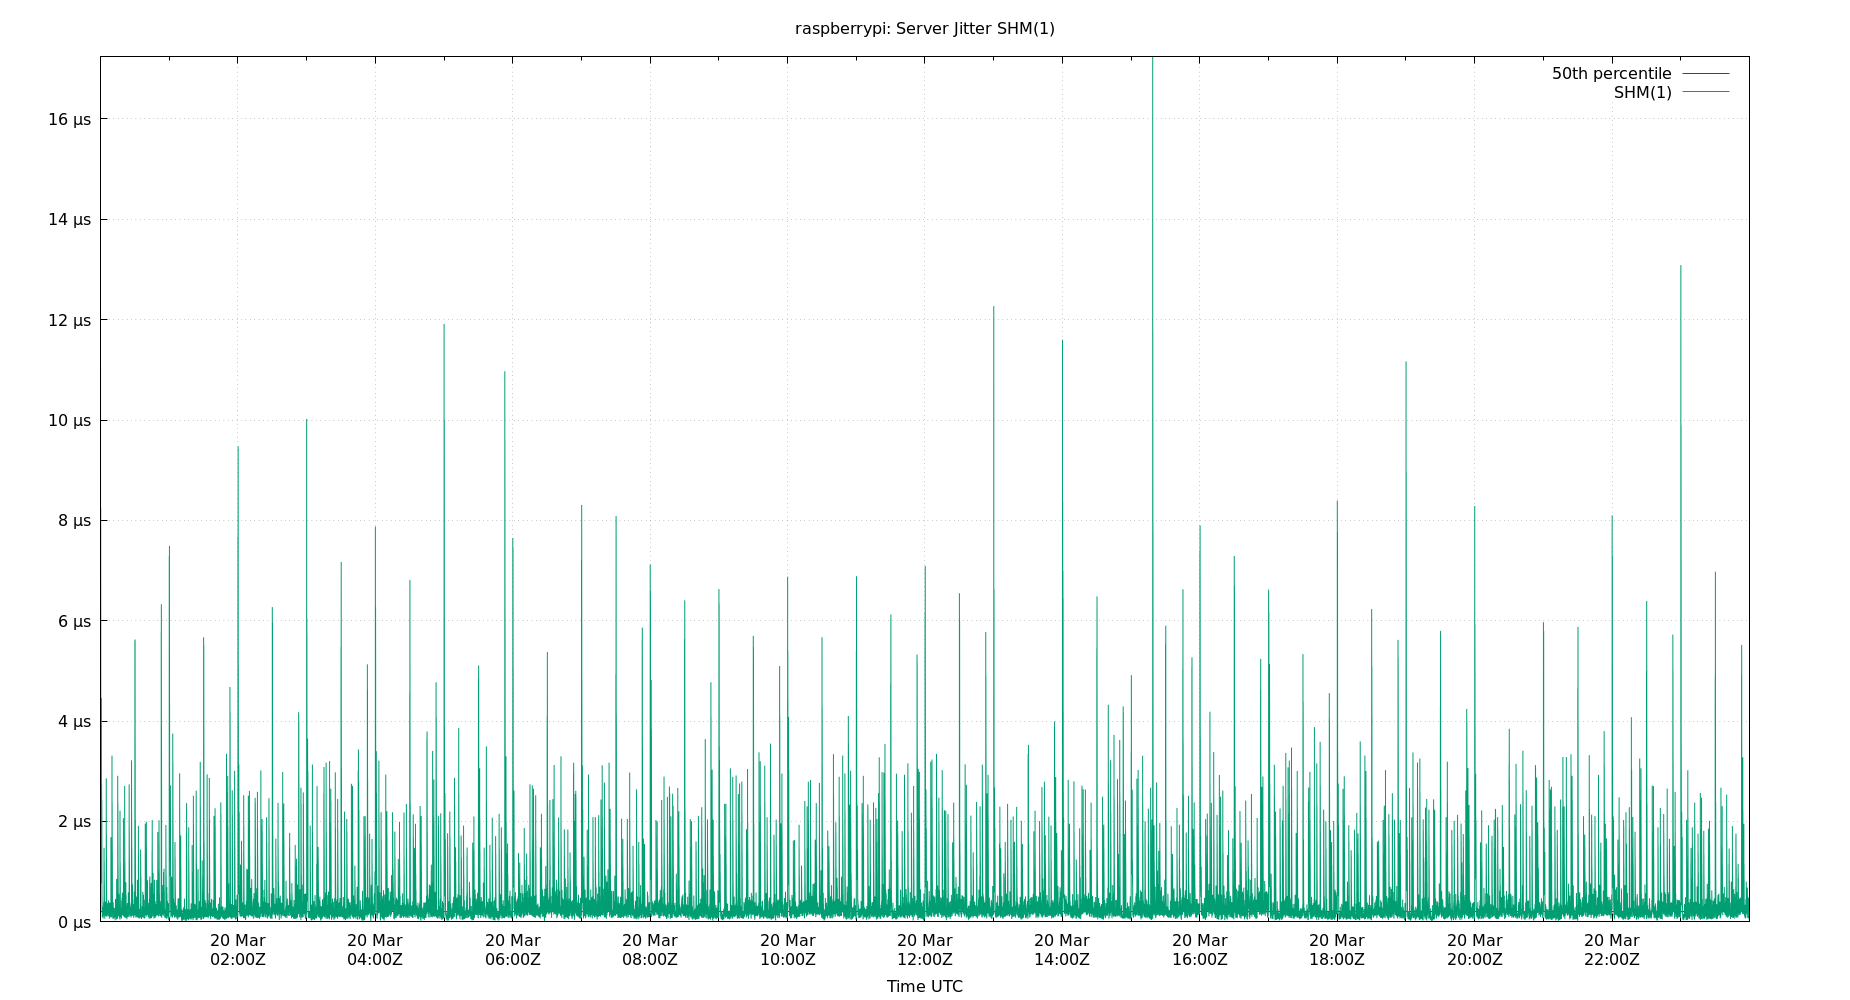 raspberrypi: Server Jitter SHM(1)
50th percentile
SHM(1)
16 µs
14 µs
12 µs
10 µs
8 µs
6 µs
4 µs
2 µs
0 µs
20 Mar 20 Mar 20 Mar 20 Mar 20 Mar 20 Mar 20 Mar 20 Mar 20 Mar 20 Mar 20 Mar
02:00Z 04:00Z 06:00Z 08:00Z 10:00Z 12:00Z 14:00Z 16:00Z 18:00Z 20:00Z 22:00Z
Time UTC